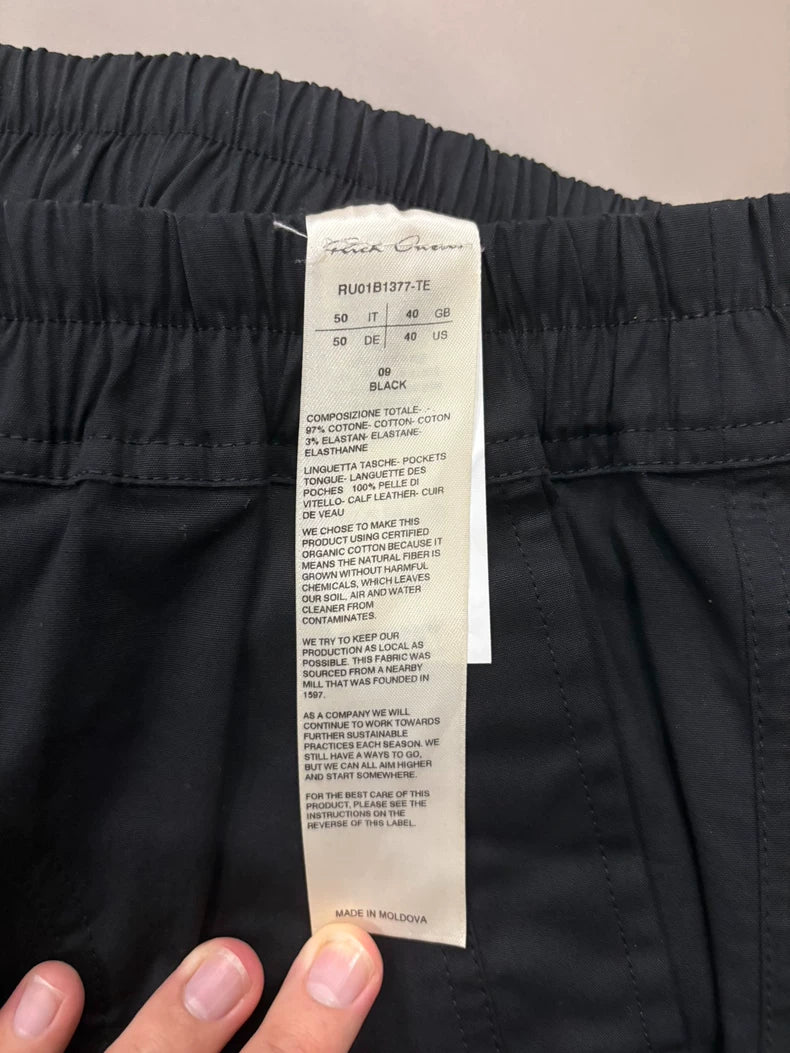 Rick Owens
RU01B1377-TE
50 IT 40 GB
50 DE 40 US
09
BLACK
COMPOSIZIONE TOTALE- .-
97% COTONE- COTTON- COTON
3% ELASTAN- ELASTANE-
ELASTHANNE
LINGUETTA TASCHE- POCKETS
TONGUE- LANGUETTE DES
POCHES 100% PELLE DI
VITELLO- CALF LEATHER- CUIR
DE VEAU
WE CHOSE TO MAKE THIS
PRODUCT USING CERTIFIED
ORGANIC COTTON BECAUSE IT
MEANS THE NATURAL FIBER IS
GROWN WITHOUT HARMFUL
CHEMICALS, WHICH LEAVES
OUR SOIL, AIR AND WATER
CLEANER FROM
CONTAMINATES.
WE TRY TO KEEP OUR
PRODUCTION AS LOCAL AS
POSSIBLE. THIS FABRIC WAS
SOURCED FROM A NEARBY
MILL THAT WAS FOUNDED IN
1597.
AS A COMPANY WE WILL
CONTINUE TO WORK TOWARDS
FURTHER SUSTAINABLE
PRACTICES EACH SEASON. WE
STILL HAVE A WAYS TO GO,
BUT WE CAN ALL AIM HIGHER
AND START SOMEWHERE.
FOR THE BEST CARE OF THIS
PRODUCT, PLEASE SEE THE
INSTRUCTIONS ON THE
REVERSE OF THIS LABEL.
MADE IN MOLDOVA